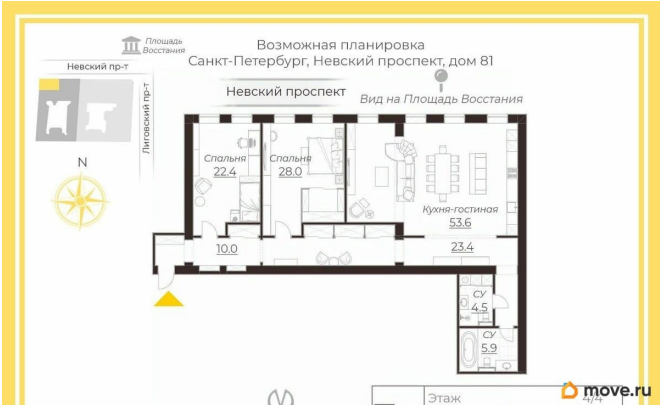 Площадь
Восстания
Невский пр-т
Лиговский пр-т
N
Возможная планировка
Санкт-Петербург, Невский проспект, дом 81
Невский проспект
Вид на Площадь Восстания
Спальня
22.4
Спальня
28.0
Кухня-гостиная
53.6
10.0
23.4
СУ
4.5
СУ
5.9
Этаж
4/4
move.ru